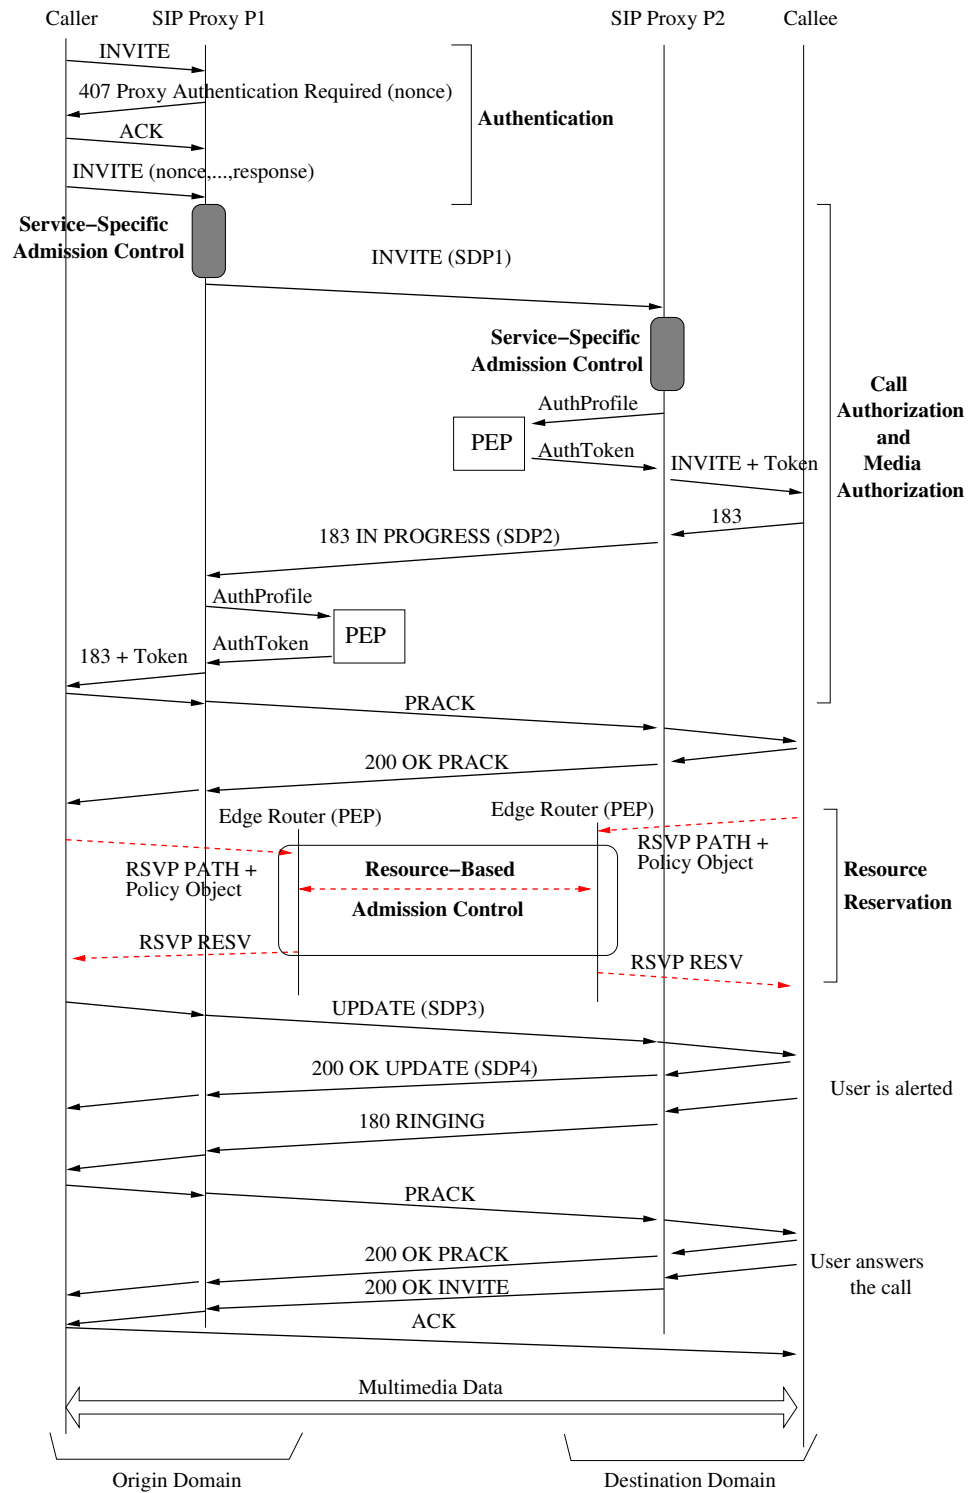 Caller
SIP Proxy P1
SIP Proxy P2
Callee
INVITE
407 Proxy Authentication Required (nonce)
Authentication
ACK
INVITE (nonce,...,response)
Service–Specific
Admission Control
INVITE (SDP1)
Service–Specific
Admission Control
Call
Authorization
and
Media
Authorization
AuthProfile
PEP
AuthToken
INVITE + Token
183
183 IN PROGRESS (SDP2)
AuthProfile
PEP
AuthToken
183 + Token
PRACK
200 OK PRACK
Edge Router (PEP)
Edge Router (PEP)
RSVP PATH +
Policy Object
RSVP PATH +
Policy Object
Resource–Based
Admission Control
Resource
Reservation
RSVP RESV
RSVP RESV
UPDATE (SDP3)
200 OK UPDATE (SDP4)
User is alerted
180 RINGING
PRACK
200 OK PRACK
User answers
the call
200 OK INVITE
ACK
Multimedia Data
Origin Domain
Destination Domain